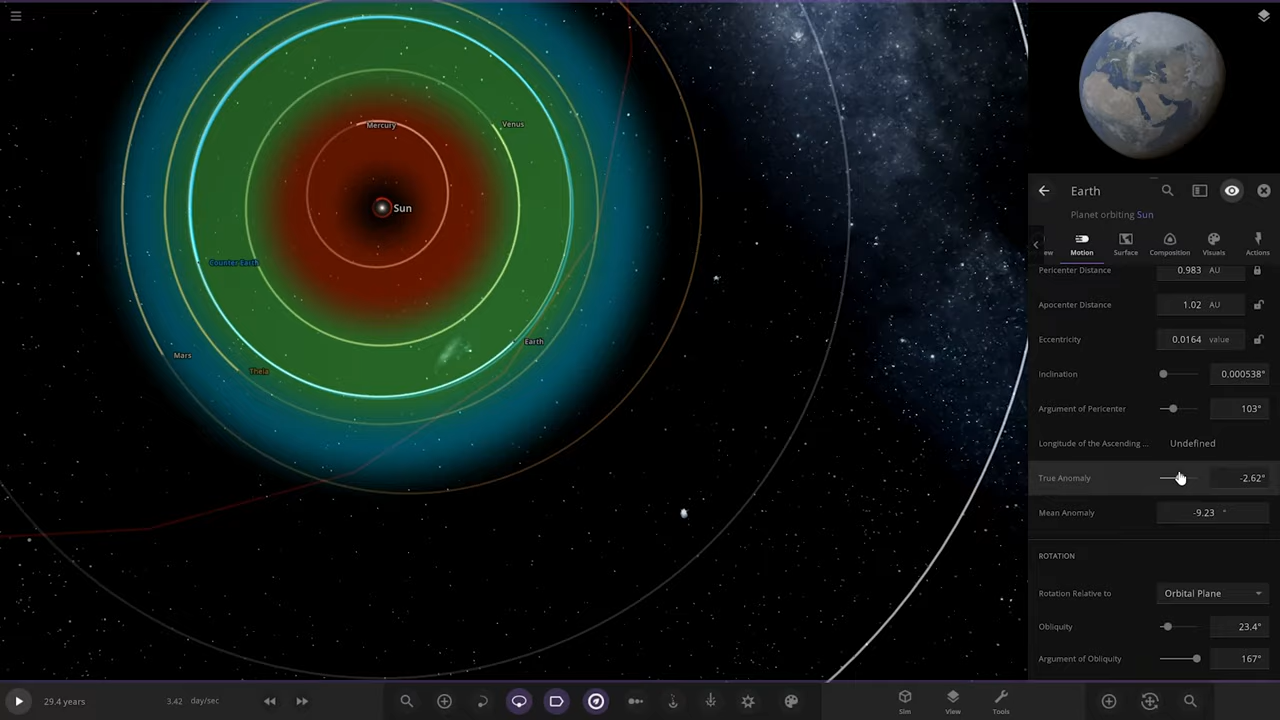 Mercury
Venus
Sun
Counter Earth
Earth
Mars
Theia
Earth
Planet orbiting Sun
ew
Motion
Surface
Composition
Visuals
Actions
Pericenter Distance 0.983 AU
Apocenter Distance 1.02 AU
Eccentricity 0.0164 value
Inclination 0.000538°
Argument of Pericenter 103°
Longitude of the Ascending ... Undefined
True Anomaly -2.62°
Mean Anomaly -9.23 °
ROTATION
Rotation Relative to Orbital Plane
Obliquity 23.4°
Argument of Obliquity 167°
29.4 years 3.42 day/sec
Sim View Tools